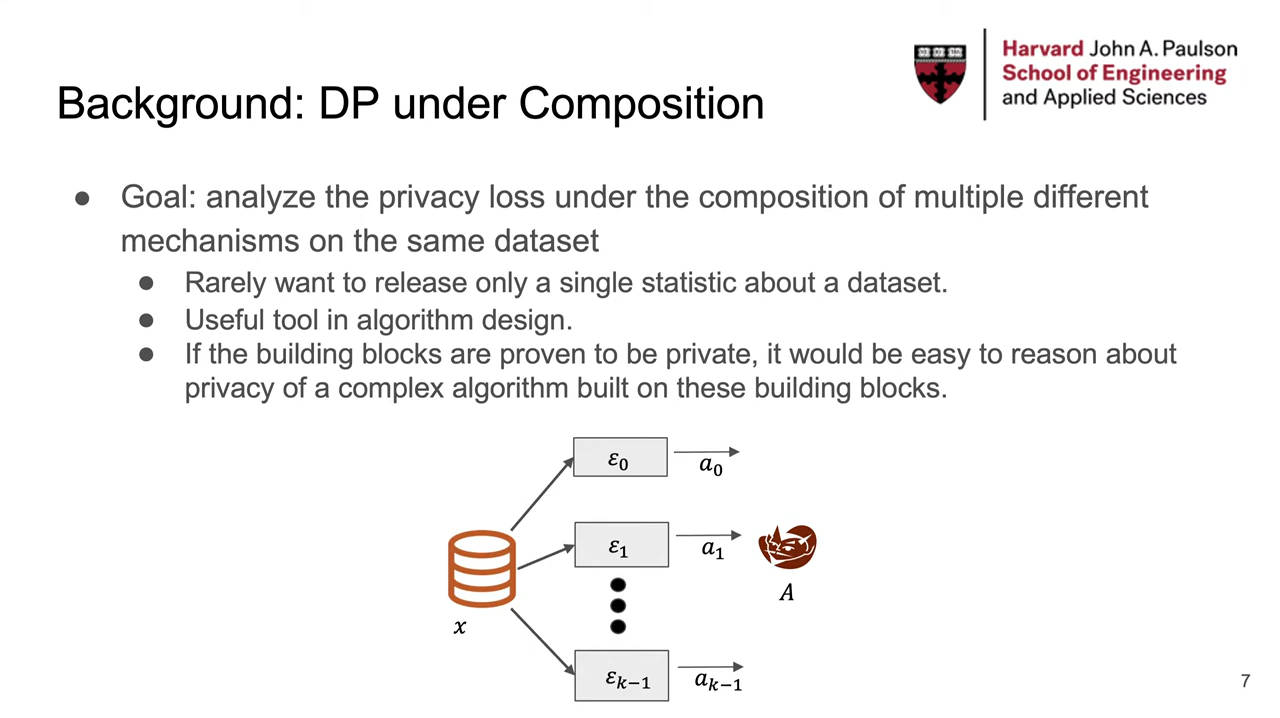 Harvard John A. Paulson
School of Engineering
and Applied Sciences
Background: DP under Composition
● Goal: analyze the privacy loss under the composition of multiple different
mechanisms on the same dataset
● Rarely want to release only a single statistic about a dataset.
● Useful tool in algorithm design.
● If the building blocks are proven to be private, it would be easy to reason about
privacy of a complex algorithm built on these building blocks.
ε₀ a₀
ε₁ a₁
A
x
εₖ₋₁ aₖ₋₁
7